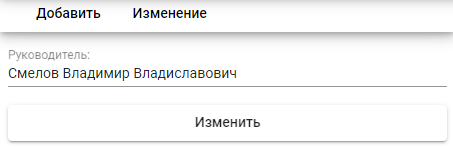 Добавить Изменение
Руководитель:
Смелов Владимир Владиславович
Изменить